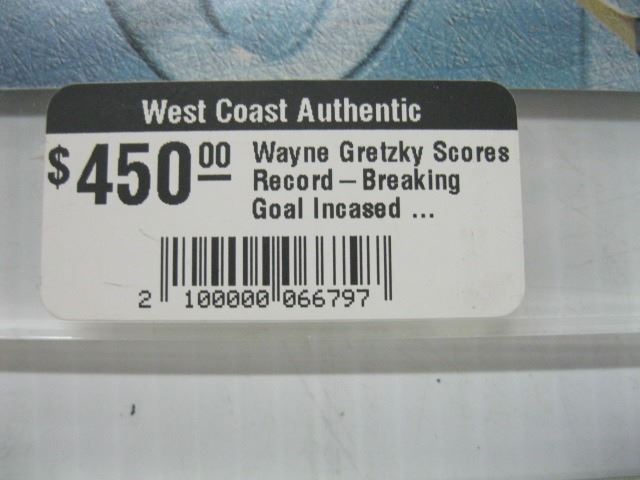 West Coast Authentic
$450.00 Wayne Gretzky Scores
Record-Breaking
Goal Incased ...
2 100000 066797